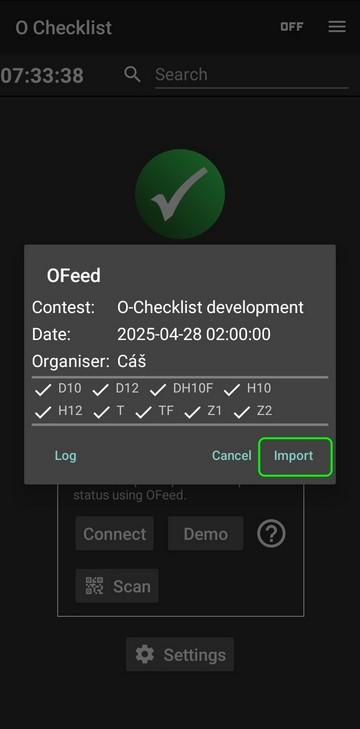 O Checklist OFF
07:33:38 Search
OFeed
Contest: O-Checklist development
Date: 2025-04-28 02:00:00
Organiser: Cáš
D10 D12 DH10F H10
H12 T TF Z1 Z2
Log Cancel Import
status using OFeed.
Connect Demo ?
Scan
Settings